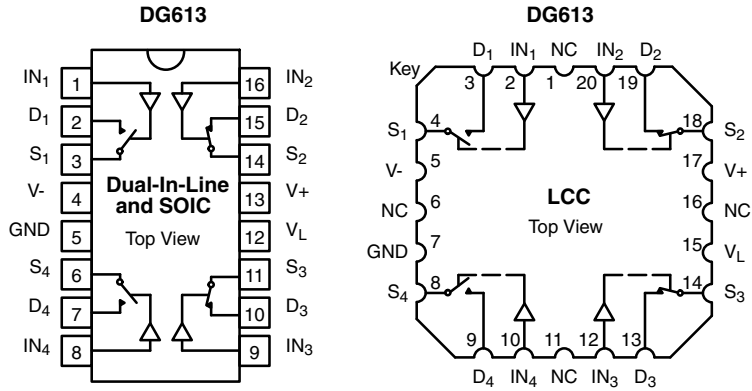 DG613
IN1 1 16 IN2
D1 2 15 D2
S1 3 14 S2
V- 4 Dual-In-Line 13 V+
and SOIC
GND 5 Top View 12 VL
S4 6 11 S3
D4 7 10 D3
IN4 8 9 IN3
DG613
D1 IN1 NC IN2 D2
Key 3 2 1 20 19
S1 4 18 S2
V- 5 17 V+
NC 6 LCC 16 NC
Top View
GND 7 15 VL
S4 8 14 S3
9 10 11 12 13
D4 IN4 NC IN3 D3